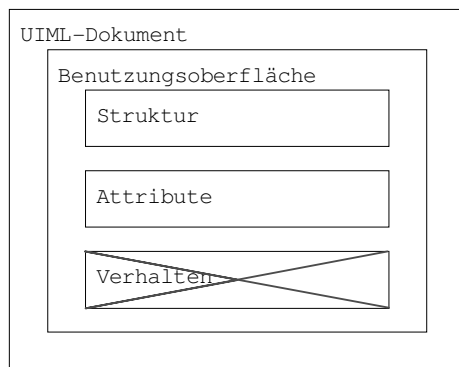 UIML-Dokument
Benutzungsoberfläche
Struktur
Attribute
Verhalten